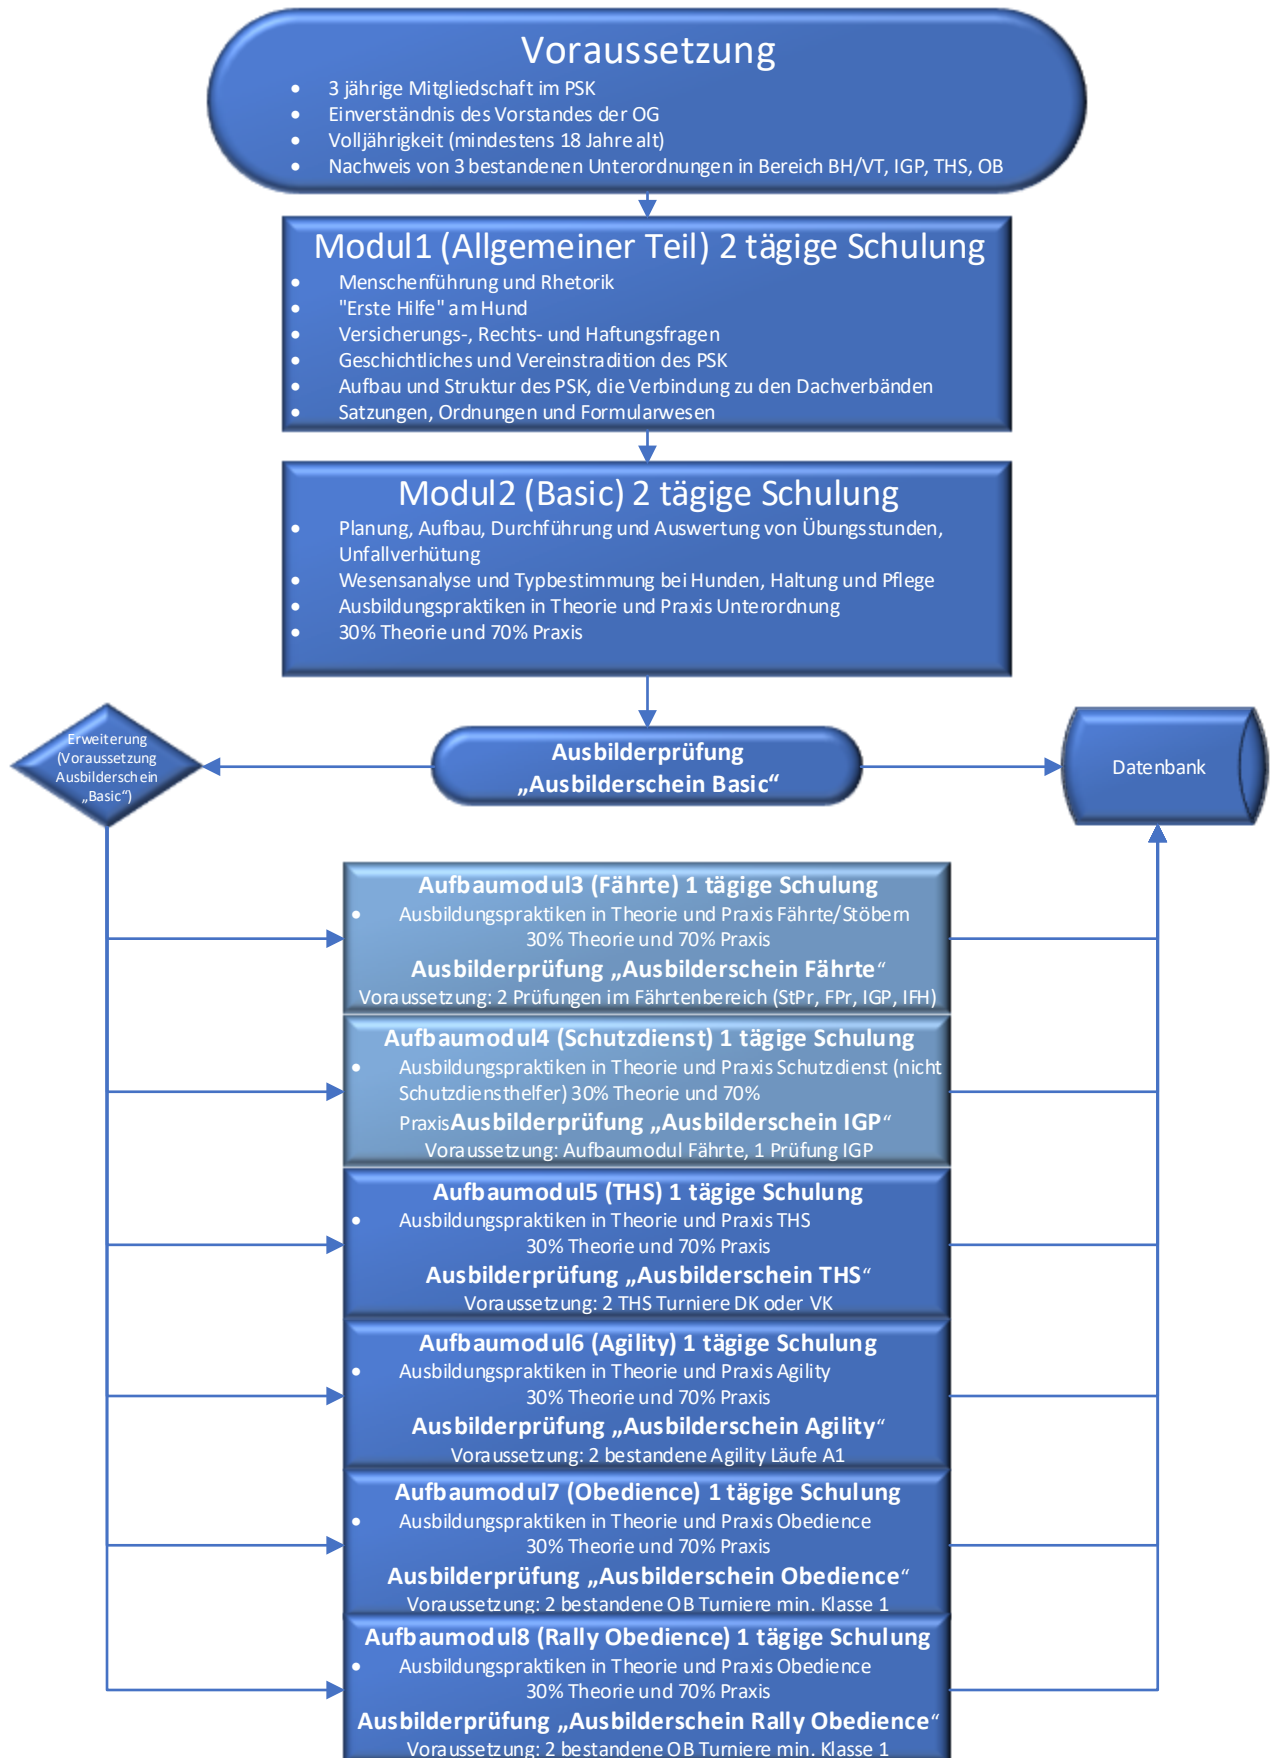 Voraussetzung
• 3 jährige Mitgliedschaft im PSK
• Einverständnis des Vorstandes der OG
• Volljährigkeit (mindestens 18 Jahre alt)
• Nachweis von 3 bestandenen Unterordnungen in Bereich BH/VT, IGP, THS, OB
Modul1 (Allgemeiner Teil) 2 tägige Schulung
• Menschenführung und Rhetorik
• "Erste Hilfe" am Hund
• Versicherungs-, Rechts- und Haftungsfragen
• Geschichtliches und Vereinstradition des PSK
• Aufbau und Struktur des PSK, die Verbindung zu den Dachverbänden
• Satzungen, Ordnungen und Formularwesen
Modul2 (Basic) 2 tägige Schulung
• Planung, Aufbau, Durchführung und Auswertung von Übungsstunden,
Unfallverhütung
• Wesensanalyse und Typbestimmung bei Hunden, Haltung und Pflege
• Ausbildungspraktiken in Theorie und Praxis Unterordnung
• 30% Theorie und 70% Praxis
Erweiterung
(Voraussetzung
Ausbilderschein
„Basic“)
Ausbilderprüfung
„Ausbilderschein Basic“
Datenbank
Aufbaumodul3 (Fährte) 1 tägige Schulung
• Ausbildungspraktiken in Theorie und Praxis Fährte/Stöbern
30% Theorie und 70% Praxis
Ausbilderprüfung „Ausbilderschein Fährte“
Voraussetzung: 2 Prüfungen im Fährtenbereich (StPr, FPr, IGP, IFH)
Aufbaumodul4 (Schutzdienst) 1 tägige Schulung
• Ausbildungspraktiken in Theorie und Praxis Schutzdienst (nicht
Schutzdiensthelfer) 30% Theorie und 70%
PraxisAusbilderprüfung „Ausbilderschein IGP“
Voraussetzung: Aufbaumodul Fährte, 1 Prüfung IGP
Aufbaumodul5 (THS) 1 tägige Schulung
• Ausbildungspraktiken in Theorie und Praxis THS
30% Theorie und 70% Praxis
Ausbilderprüfung „Ausbilderschein THS“
Voraussetzung: 2 THS Turniere DK oder VK
Aufbaumodul6 (Agility) 1 tägige Schulung
• Ausbildungspraktiken in Theorie und Praxis Agility
30% Theorie und 70% Praxis
Ausbilderprüfung „Ausbilderschein Agility“
Voraussetzung: 2 bestandene Agility Läufe A1
Aufbaumodul7 (Obedience) 1 tägige Schulung
• Ausbildungspraktiken in Theorie und Praxis Obedience
30% Theorie und 70% Praxis
Ausbilderprüfung „Ausbilderschein Obedience“
Voraussetzung: 2 bestandene OB Turniere min. Klasse 1
Aufbaumodul8 (Rally Obedience) 1 tägige Schulung
• Ausbildungspraktiken in Theorie und Praxis Obedience
30% Theorie und 70% Praxis
Ausbilderprüfung „Ausbilderschein Rally Obedience“
Voraussetzung: 2 bestandene OB Turniere min. Klasse 1